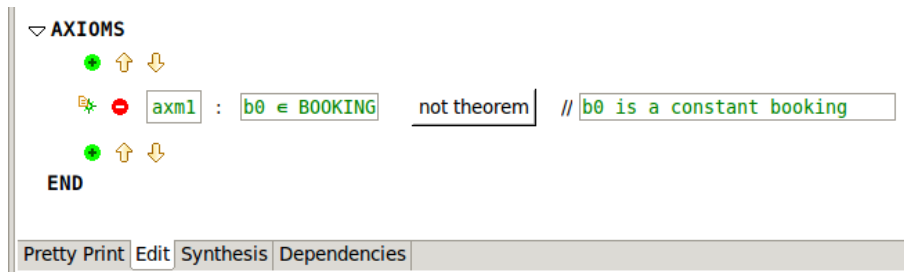 AXIOMS
axm1 : b0 ∈ BOOKING not theorem // b0 is a constant booking
END
Pretty Print Edit Synthesis Dependencies